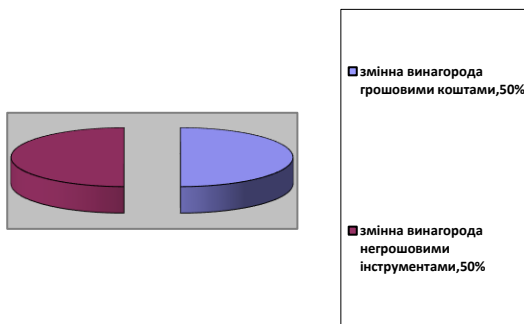 змінна винагорода
грошовими коштами,50%
змінна винагорода
негрошовими
інструментами,50%